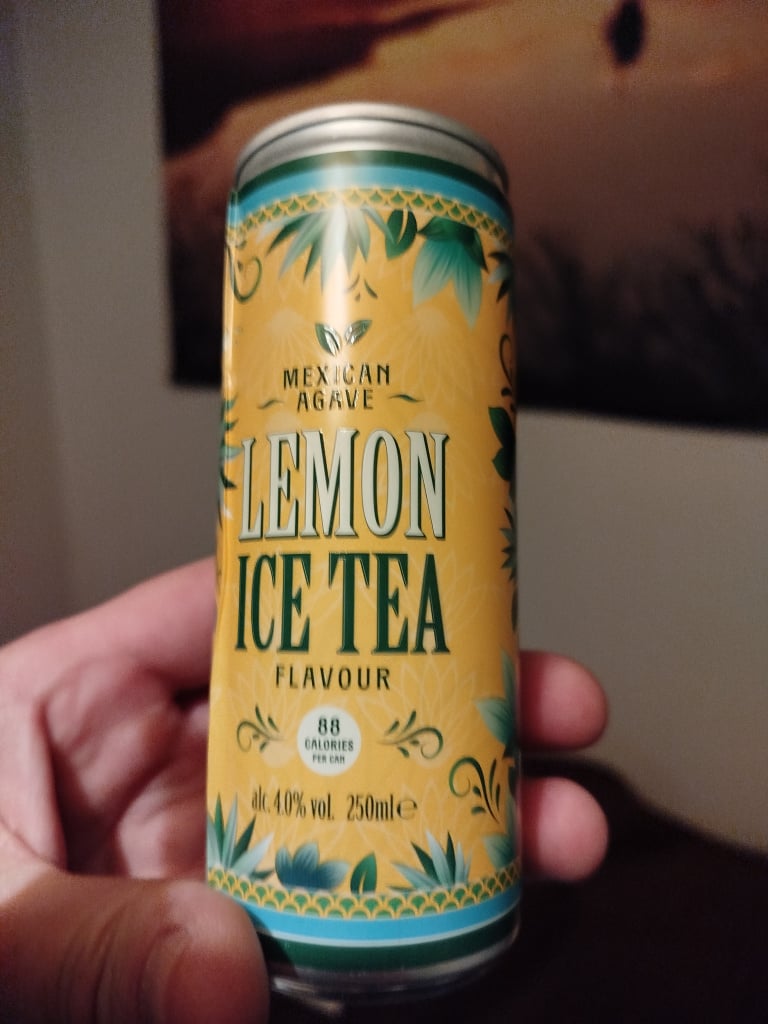 MEXICAN
AGAVE
LEMON
ICE TEA
FLAVOUR
88
CALORIES
PER CAN
alc. 4.0% vol. 250ml ℮